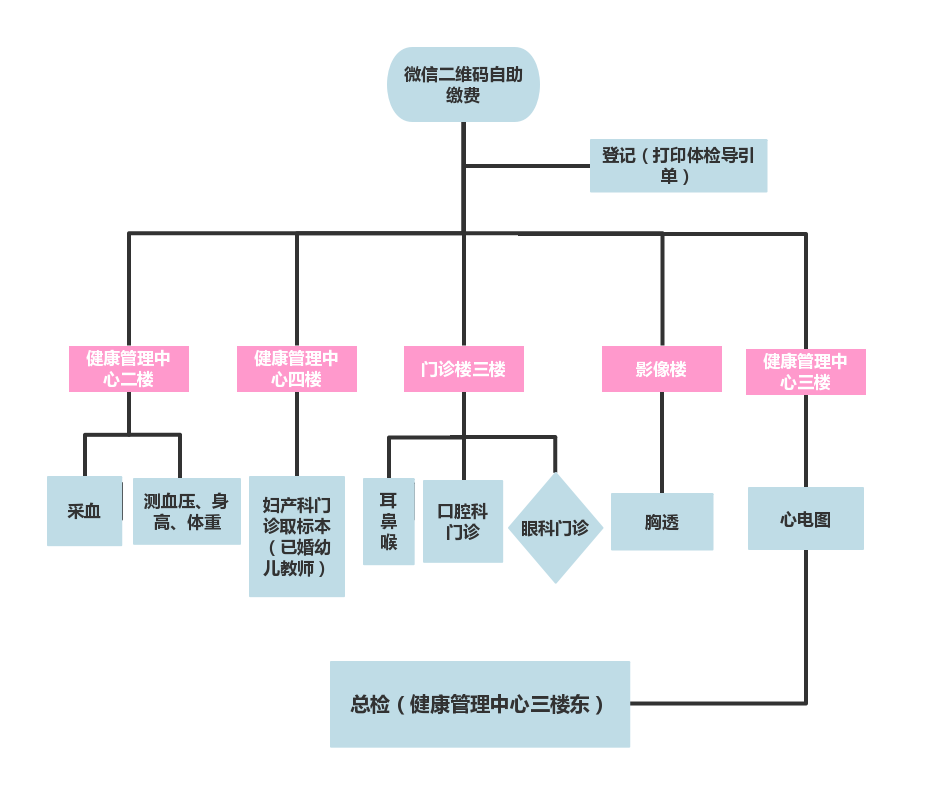 微信二维码自助
缴费
登记（打印体检导引
单）
健康管理中
心二楼
健康管理中
心四楼
门诊楼三楼
影像楼
健康管理中
心三楼
采血
测血压、身
高、体重
妇产科门
诊取标本
（已婚幼
儿教师）
耳
鼻
喉
口腔科
门诊
眼科门诊
胸透
心电图
总检（健康管理中心三楼东）